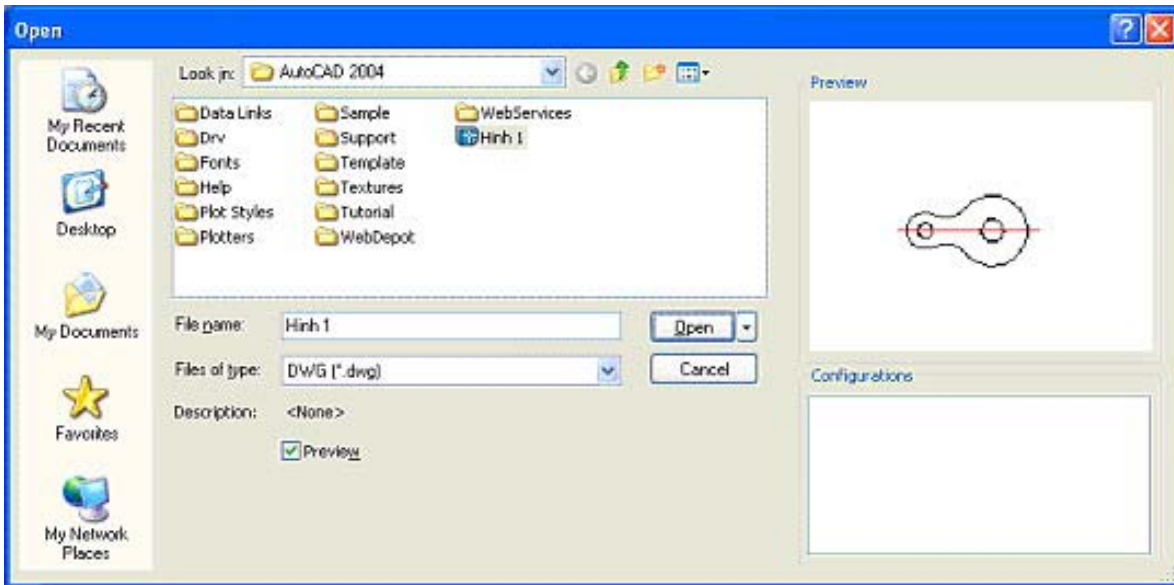 Open
My Recent
Documents
Desktop
My Documents
Favorites
My Network
Places
Look in: AutoCAD 2004
Data Links
Drv
Fonts
Help
Plot Styles
Plotters
Sample
Support
Template
Textures
Tutorial
WebDepot
WebServices
Hinh 1
File name: Hinh 1 Open
Files of type: DWG (*.dwg) Cancel
Description: <None>
Preview
Preview
Configurations